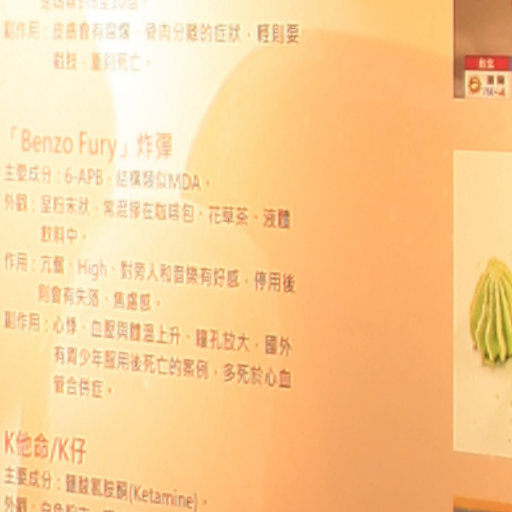 副作用：皮膚會有腐爛、骨肉分離的症狀，輕則要
截肢，重則死亡。
「Benzo Fury」炸彈
主要成分：6-APB，結構類似MDA。
外觀：呈粉末狀，常混摻在咖啡包、花草茶、液體
飲料中。
作用：亢奮、High、對旁人和音樂有好感，停用後
則會有失落、焦慮感。
副作用：心悸、血壓與體溫上升、瞳孔放大，國外
有青少年服用後死亡的案例，多死於心血
管合併症。
K他命/K仔
主要成分：鹽酸氯胺酮(Ketamine)。